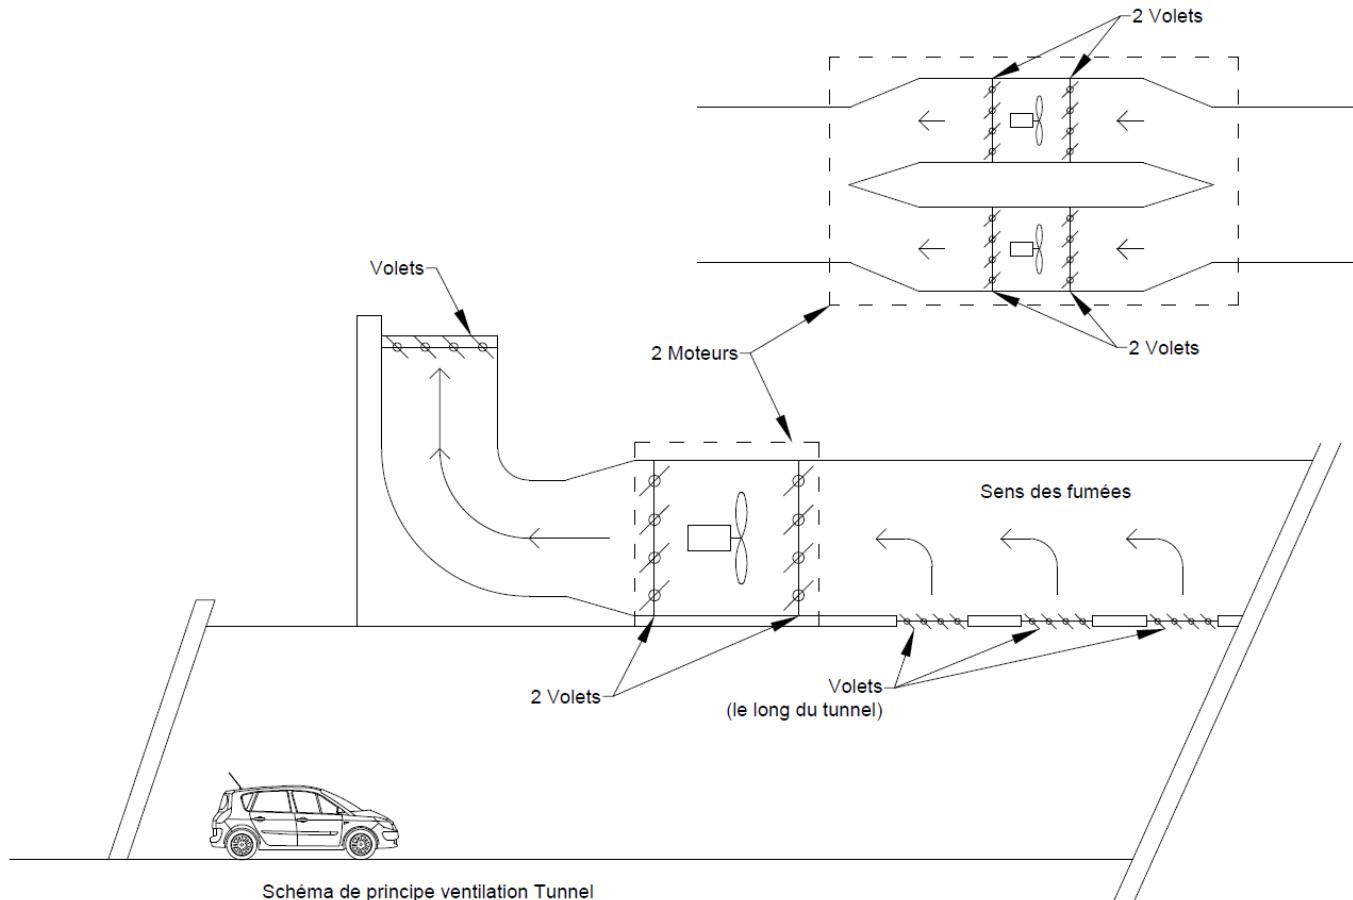 2 Volets
Volets
2 Moteurs
2 Volets
Sens des fumées
2 Volets
Volets
(le long du tunnel)
Schéma de principe ventilation Tunnel